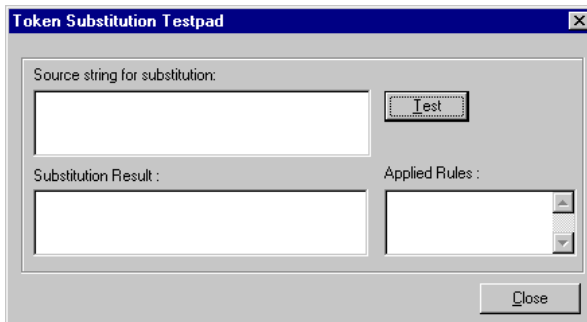 Token Substitution Testpad
Source string for substitution:
Test
Substitution Result :
Applied Rules :
Close